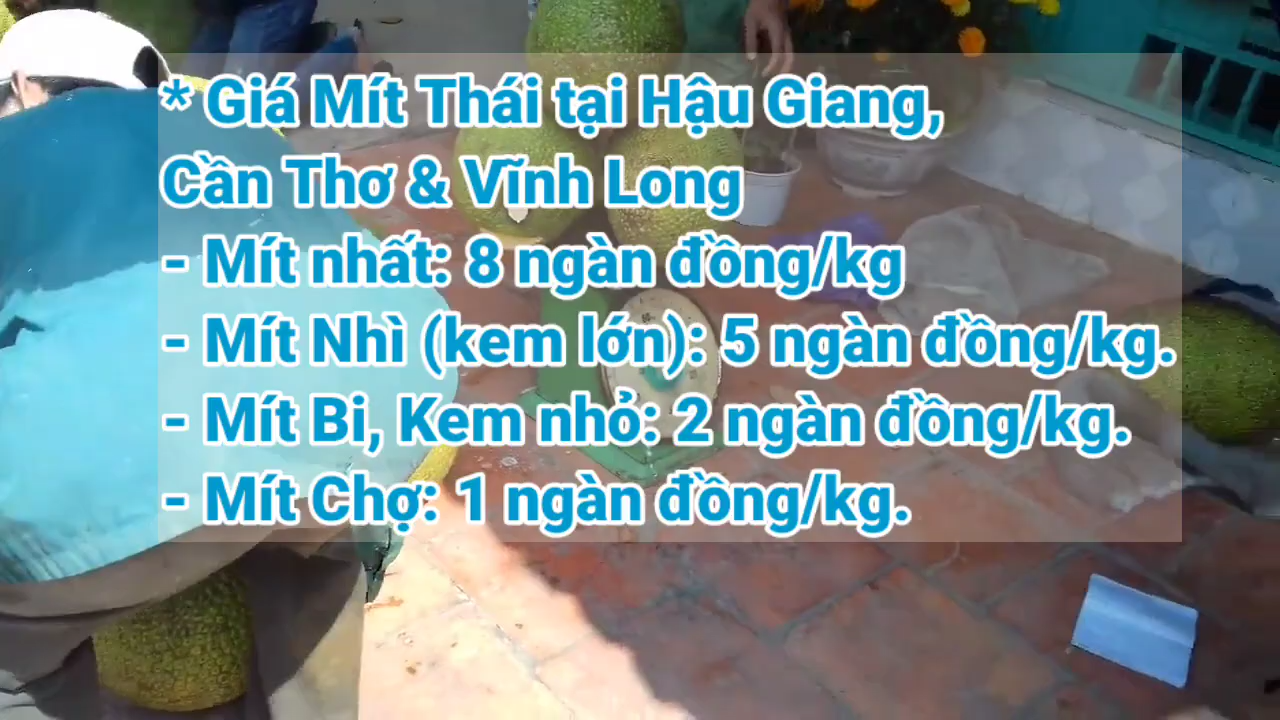 * Giá Mít Thái tại Hậu Giang,
Cần Thơ & Vĩnh Long
- Mít nhất: 8 ngàn đồng/kg
- Mít Nhì (kem lớn): 5 ngàn đồng/kg.
- Mít Bi, Kem nhỏ: 2 ngàn đồng/kg.
- Mít Chợ: 1 ngàn đồng/kg.